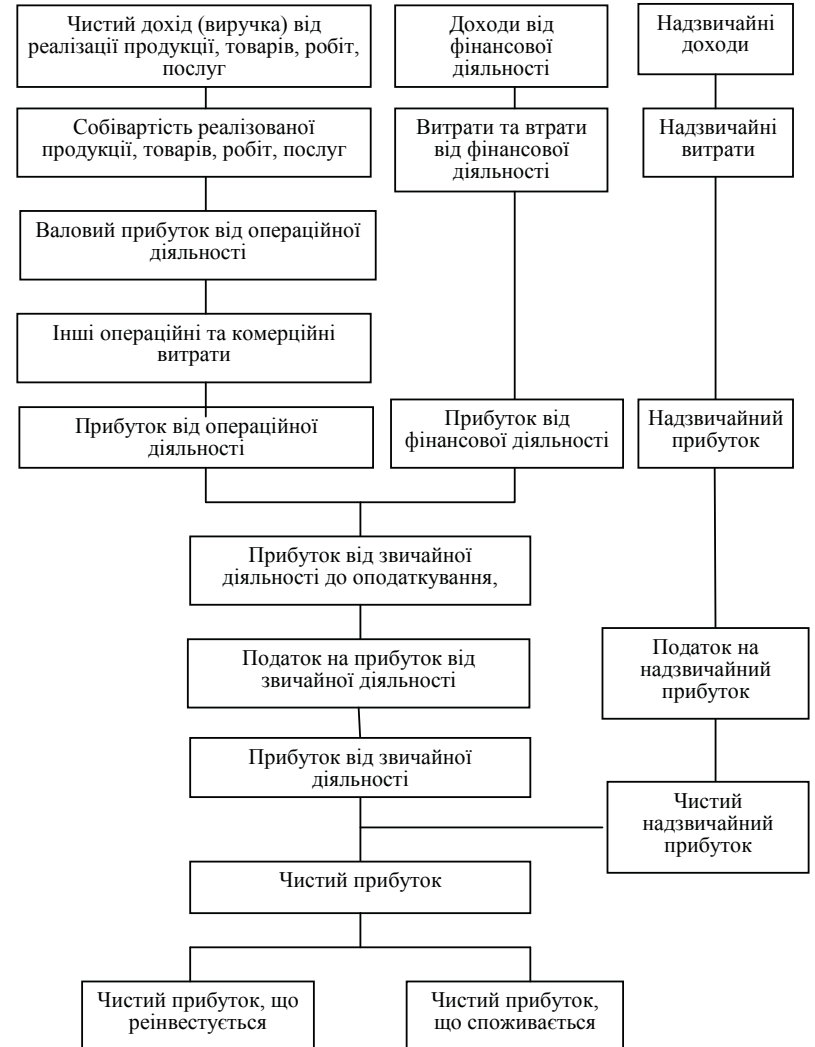 Чистий дохід (виручка) від
реалізації продукції, товарів, робіт,
послуг
Доходи від
фінансової
діяльності
Надзвичайні
доходи
Собівартість реалізованої
продукції, товарів, робіт, послуг
Витрати та втрати
від фінансової
діяльності
Надзвичайні
витрати
Валовий прибуток від операційної
діяльності
Інші операційні та комерційні
витрати
Прибуток від операційної
діяльності
Прибуток від
фінансової діяльності
Надзвичайний
прибуток
Прибуток від звичайної
діяльності до оподаткування,
Податок на прибуток від
звичайної діяльності
Податок на
надзвичайний
прибуток
Прибуток від звичайної
діяльності
Чистий
надзвичайний
прибуток
Чистий прибуток
Чистий прибуток, що
реінвестується
Чистий прибуток,
що споживається